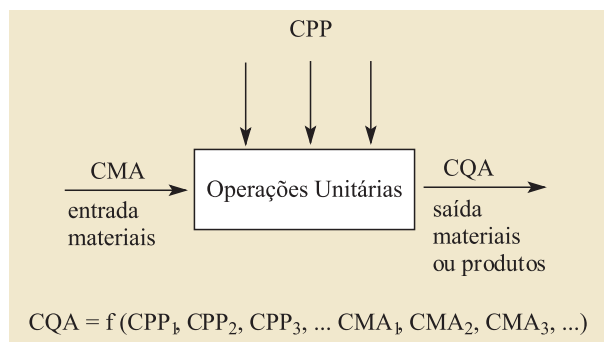 CPP
CMA
entrada
materiais
Operações Unitárias
CQA
saída
materiais
ou produtos
CQA = f (CPP₁, CPP₂, CPP₃, ... CMA₁, CMA₂, CMA₃, ...)